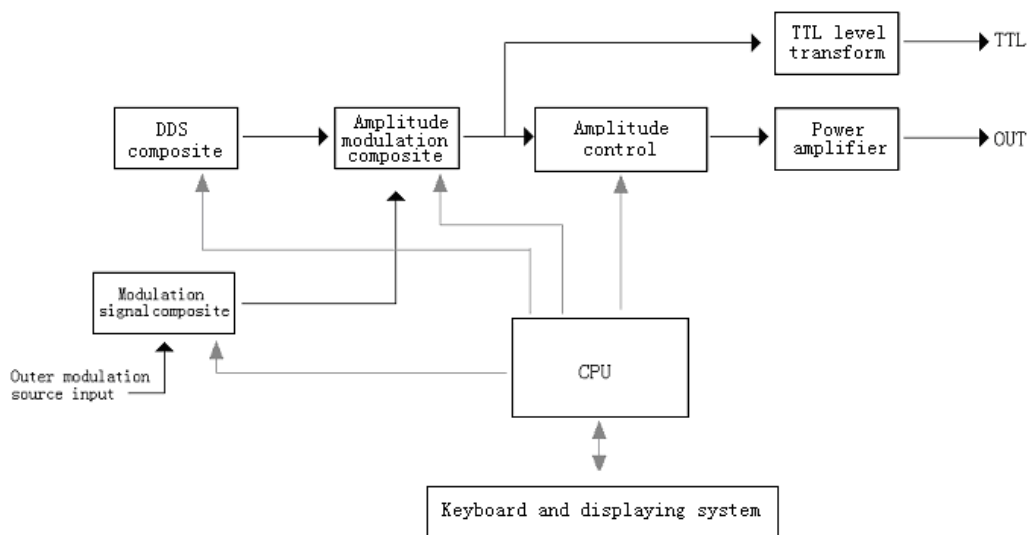 TTL level
transform
TTL
DDS
composite
Amplitude
modulation
composite
Amplitude
control
Power
amplifier
OUT
Modulation
signal composite
Outer modulation
source input
CPU
Keyboard and displaying system